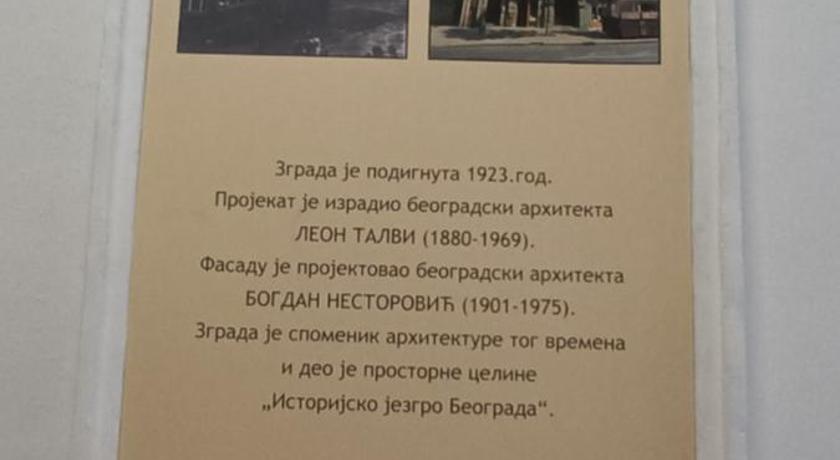 Зграда је подигнута 1923.год.
Пројекат је израдио београдски архитекта
ЛЕОН ТАЛВИ (1880-1969).
Фасаду је пројектовао београдски архитекта
БОГДАН НЕСТОРОВИЋ (1901-1975).
Зграда је споменик архитектуре тог времена
и део је просторне целине
„Историјско језгро Београда“.